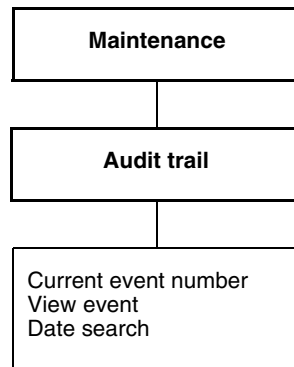 Maintenance
Audit trail
Current event number
View event
Date search